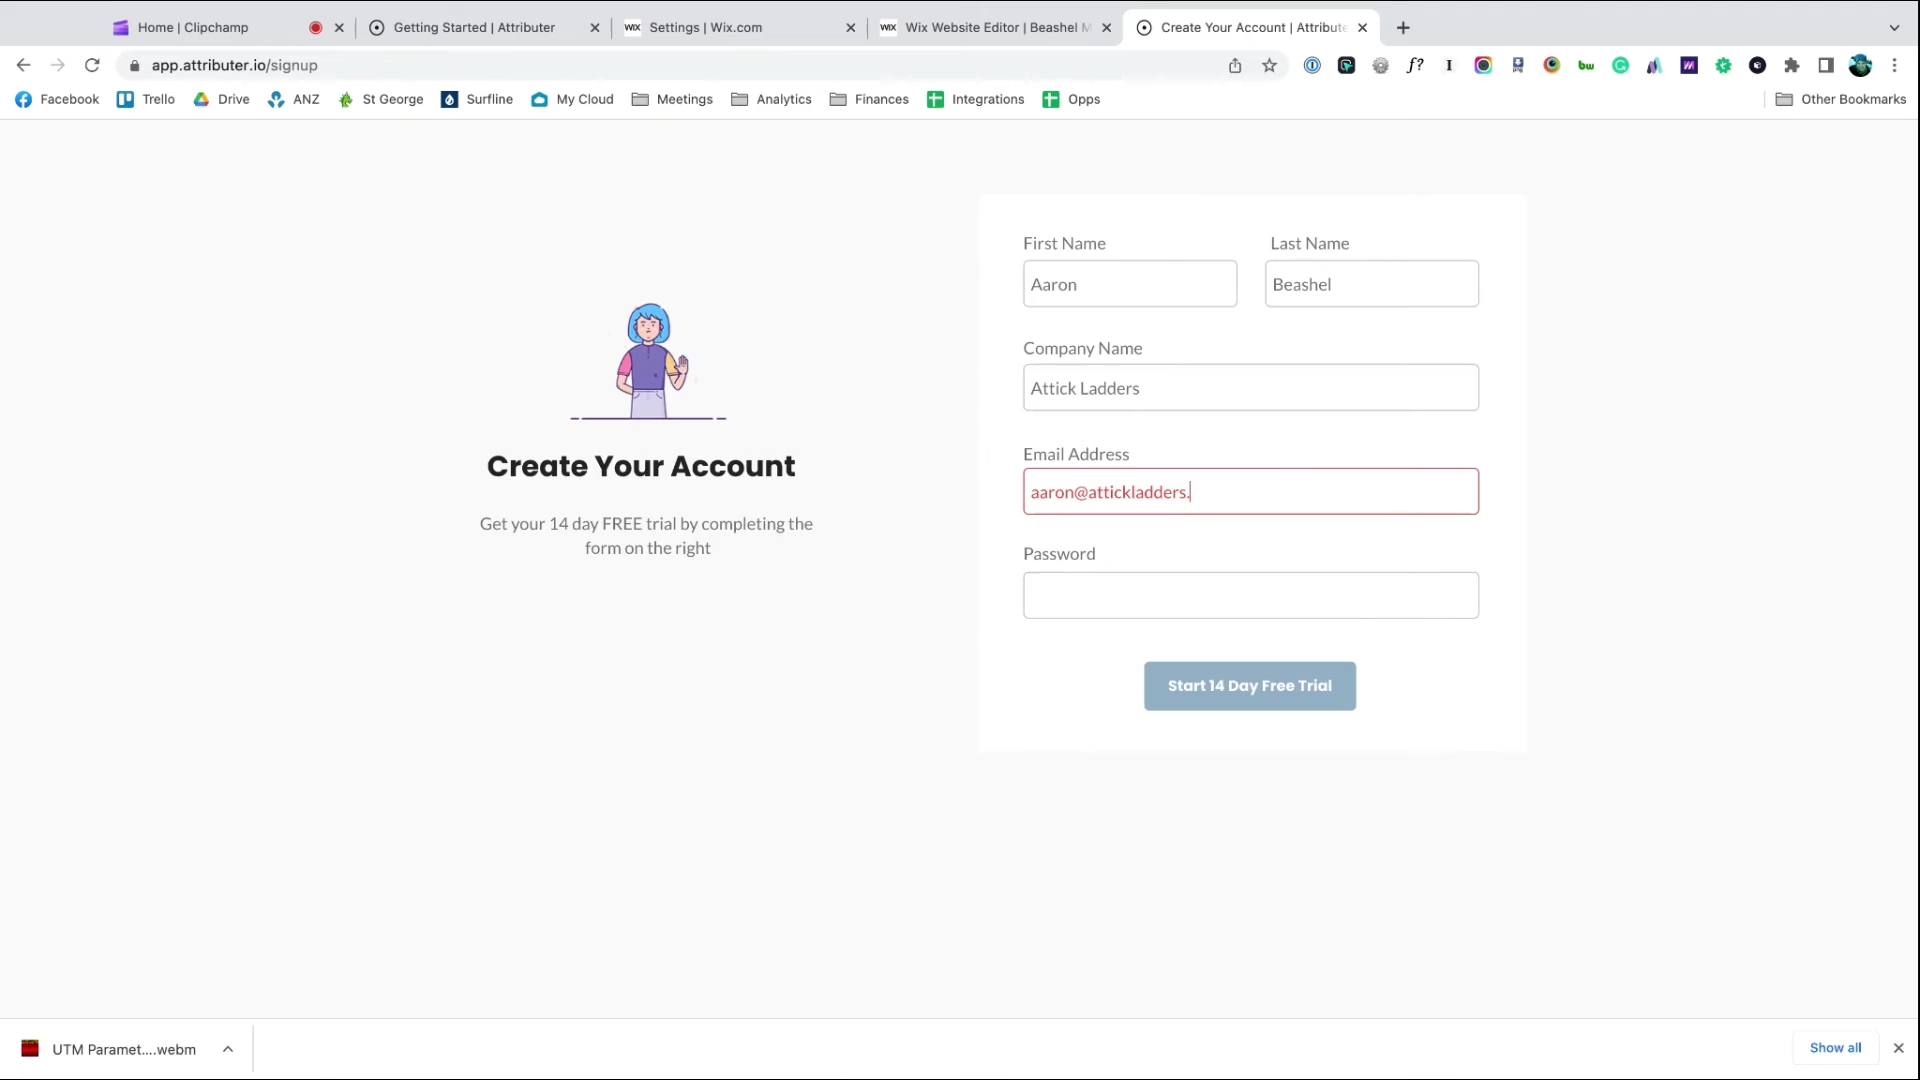 Home | Clipchamp
Getting Started | Attributer
WIX Settings | Wix.com
WIX Wix Website Editor | Beashel M
Create Your Account | Attribute
app.attributer.io/signup
f?
I
bw
Facebook
Trello
Drive
ANZ
St George
Surfline
My Cloud
Meetings
Analytics
Finances
Integrations
Opps
Other Bookmarks
Create Your Account
Get your 14 day FREE trial by completing the
form on the right
First Name
Last Name
Aaron
Beashel
Company Name
Attick Ladders
Email Address
aaron@attickladders.
Password
Start 14 Day Free Trial
UTM Paramet....webm
Show all